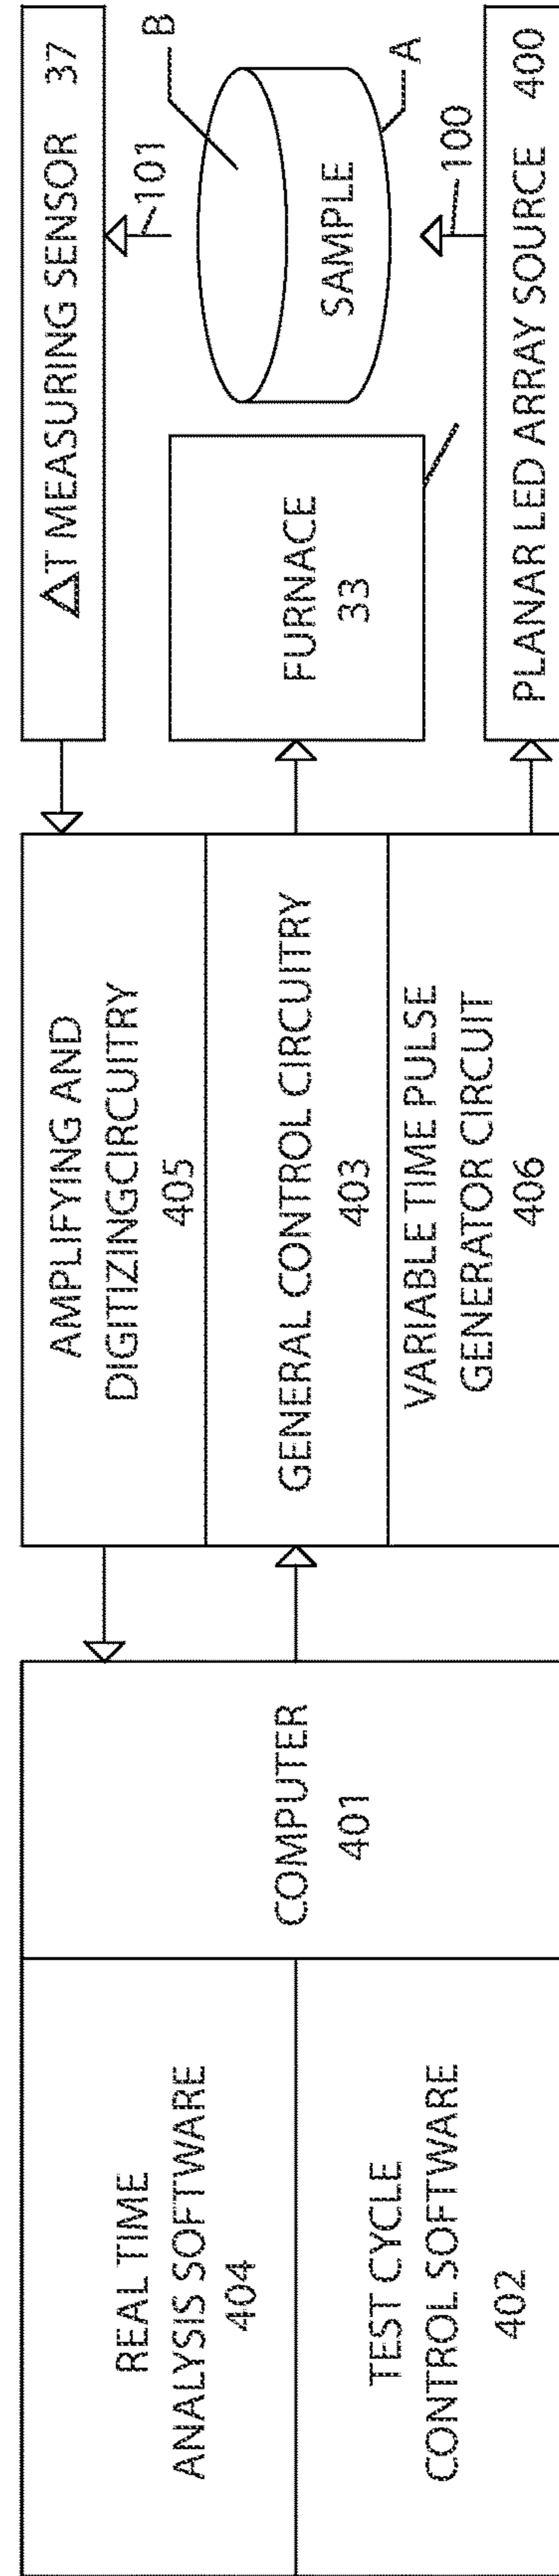 REAL TIME
ANALYSIS SOFTWARE
404
TEST CYCLE
CONTROL SOFTWARE
402
COMPUTER
401
AMPLIFYING AND
DIGITIZINGCIRCUITRY
405
GENERAL CONTROL CIRCUITRY
403
VARIABLE TIME PULSE
GENERATOR CIRCUIT
406
△T MEASURING SENSOR 37
FURNACE
33
101
B
SAMPLE
A
100
PLANAR LED ARRAY SOURCE 400